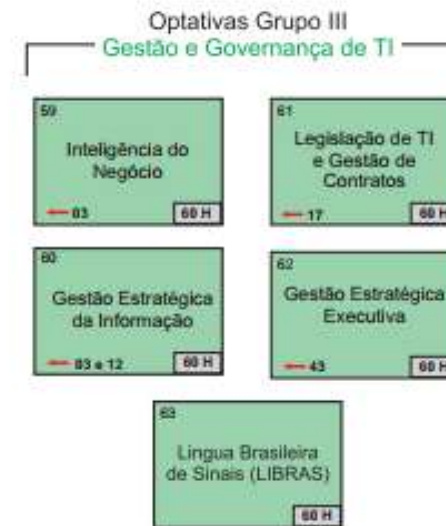 Optativas Grupo III
Gestão e Governança de TI
59
Inteligência do
Negócio
03
60 H
61
Legislação de TI
e Gestão de
Contratos
17
60 H
60
Gestão Estratégica
da Informação
03 e 12
60 H
62
Gestão Estratégica
Executiva
43
60 H
63
Lingua Brasileira
de Sinais (LIBRAS)
60 H